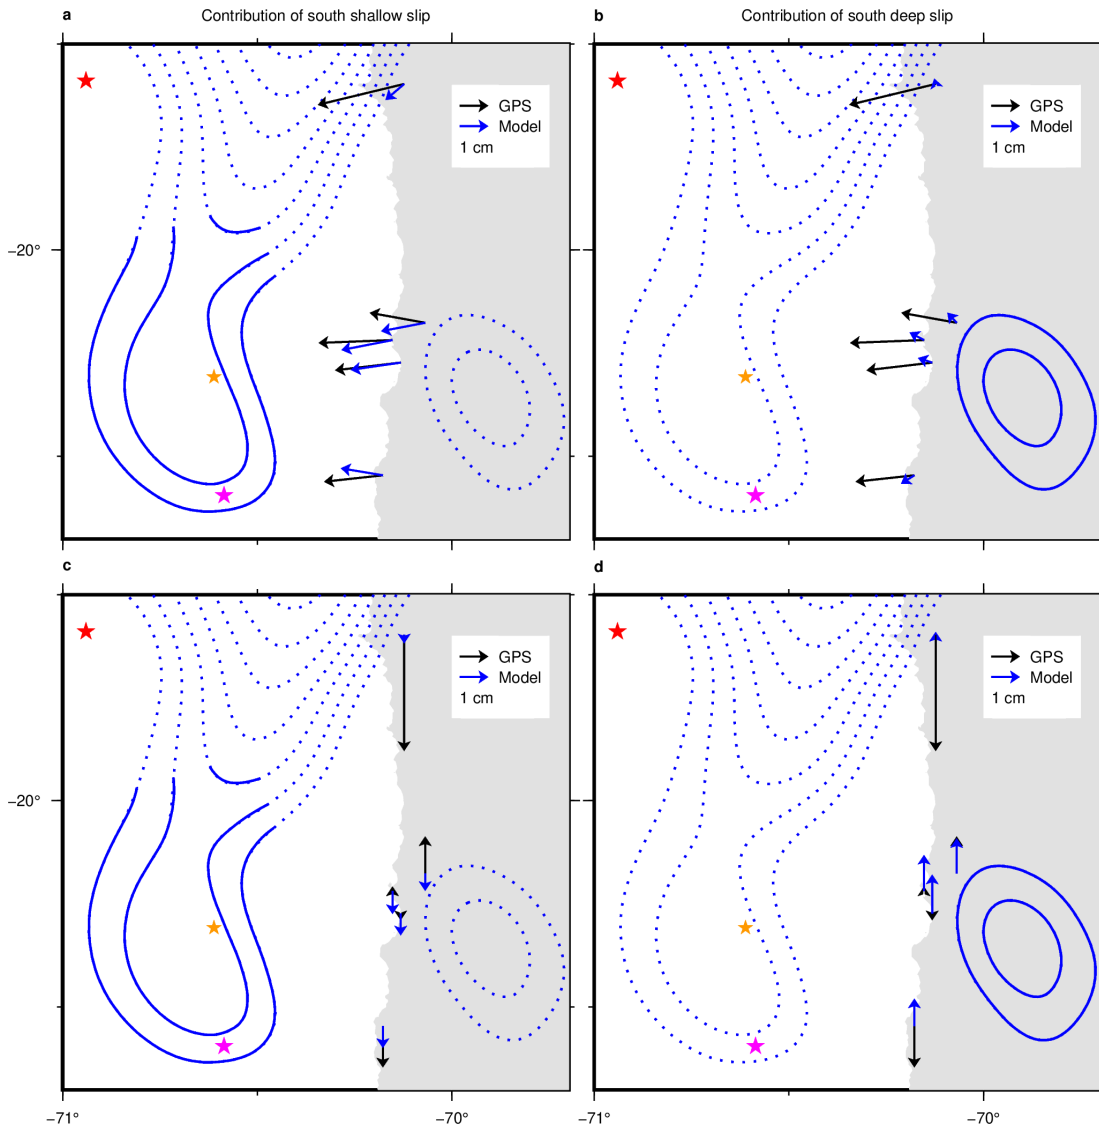 a
Contribution of south shallow slip
b
Contribution of south deep slip
GPS
Model
1 cm
GPS
Model
1 cm
−20°
c
d
GPS
Model
1 cm
GPS
Model
1 cm
−20°
−71°
−70°
−71°
−70°